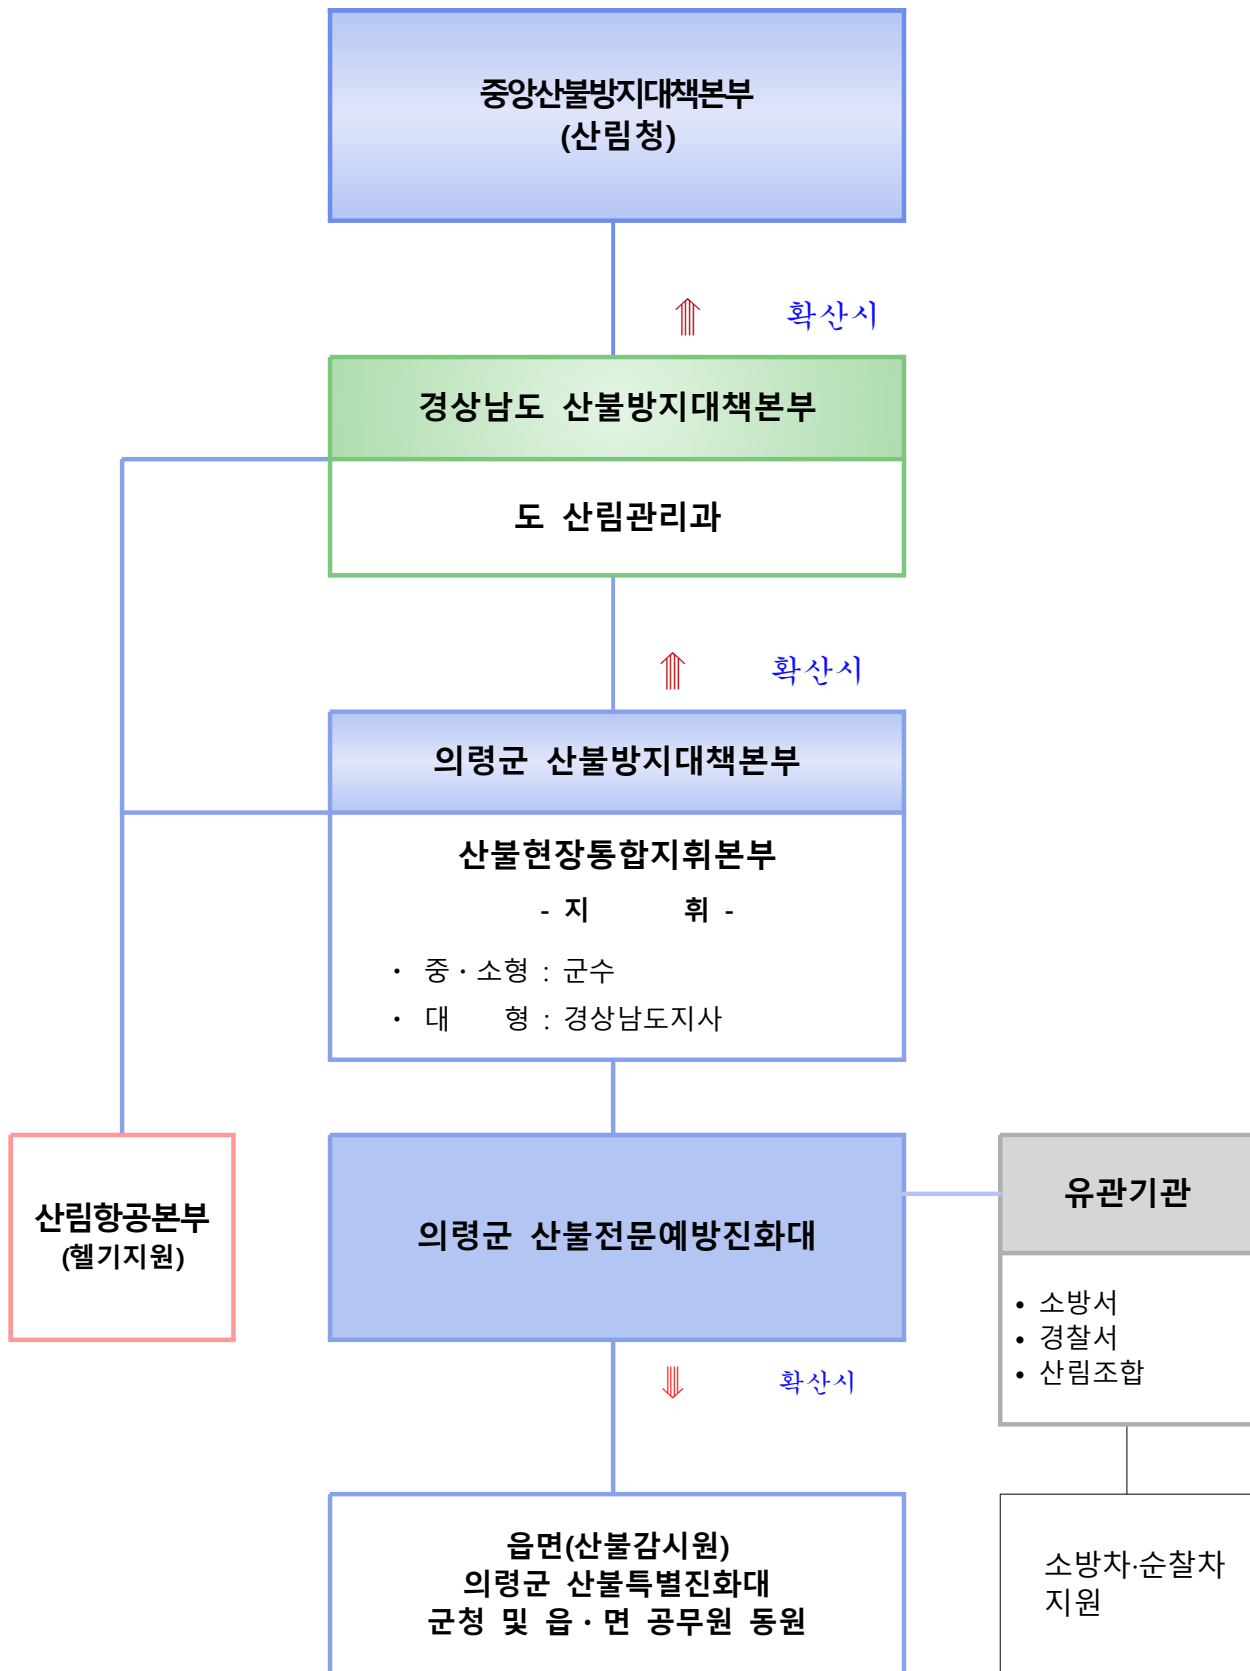 중앙산불방지대책본부
(산림청)
⇑ 확산시
경상남도 산불방지대책본부
도 산림관리과
⇑ 확산시
의령군 산불방지대책본부
산불현장통합지휘본부
- 지 휘 -
· 중·소형 : 군수
· 대 형 : 경상남도지사
산림항공본부
(헬기지원)
의령군 산불전문예방진화대
유관기관
• 소방서
• 경찰서
• 산림조합
⇓ 확산시
읍면(산불감시원)
의령군 산불특별진화대
군청 및 읍·면 공무원 동원
소방차·순찰차
지원